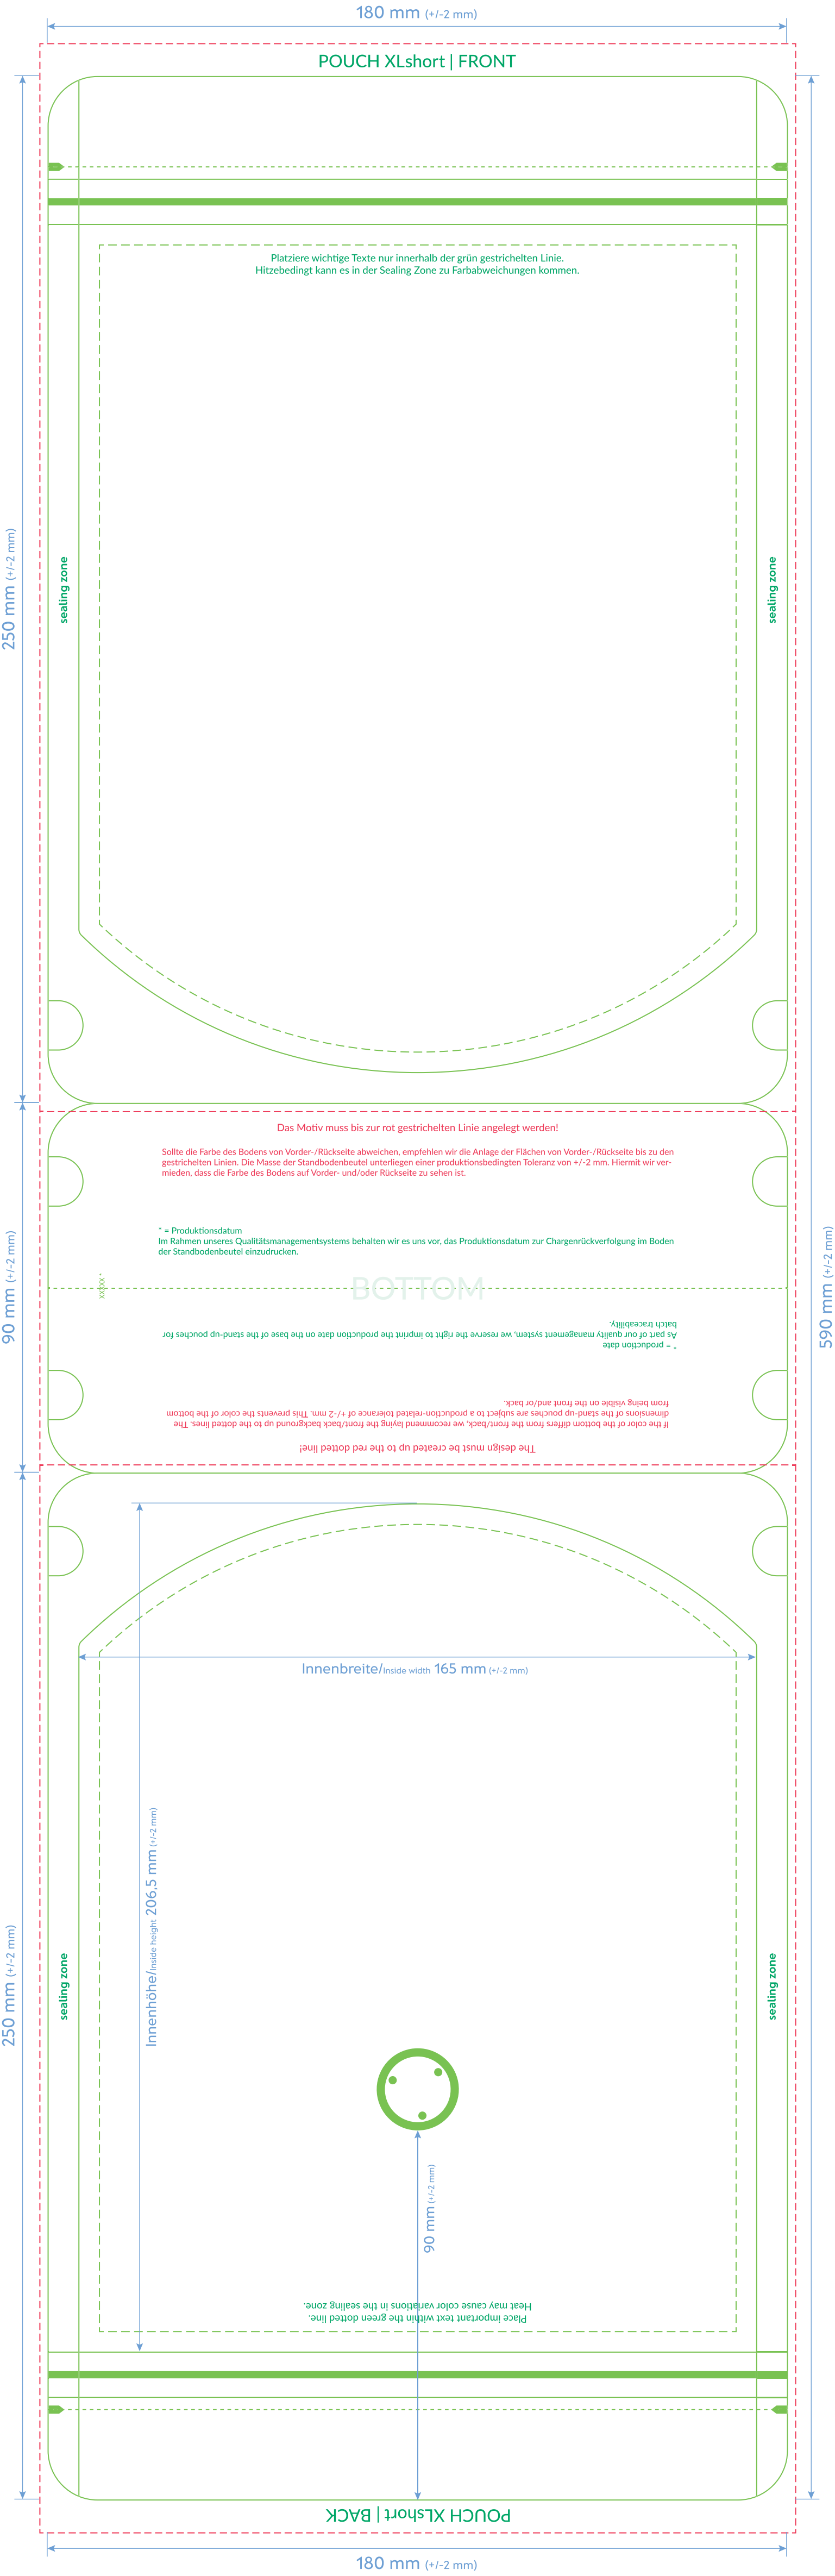 180 mm (+/-2 mm)
POUCH XLshort | FRONT
Platziere wichtige Texte nur innerhalb der grün gestrichelten Linie.
Hitzebedingt kann es in der Sealing Zone zu Farbabweichungen kommen.
250 mm (+/-2 mm)
sealing zone
sealing zone
Das Motiv muss bis zur rot gestrichelten Linie angelegt werden!
Sollte die Farbe des Bodens von Vorder-/Rückseite abweichen, empfehlen wir die Anlage der Flächen von Vorder-/Rückseite bis zu den
gestrichelten Linien. Die Masse der Standbodenbeutel unterliegen einer produktionsbedingten Toleranz von +/-2 mm. Hiermit wir ver-
mieden, dass die Farbe des Bodens auf Vorder- und/oder Rückseite zu sehen ist.
* = Produktionsdatum
Im Rahmen unseres Qualitätsmanagementsystems behalten wir es uns vor, das Produktionsdatum zur Chargenrückverfolgung im Boden
der Standbodenbeutel einzudrucken.
90 mm (+/-2 mm)
XXXXX *
BOTTOM
590 mm (+/-2 mm)
* = production date
As part of our quality management system, we reserve the right to imprint the production date on the base of the stand-up pouches for
batch traceability.
The design must be created up to the red dotted line!
If the color of the bottom differs from the front/back, we recommend laying the front/back background up to the dotted lines. The
dimensions of the stand-up pouches are subject to a production-related tolerance of +/-2 mm. This prevents the color of the bottom
from being visible on the front and/or back.
Innenbreite/Inside width 165 mm (+/-2 mm)
Innenhöhe/Inside height 206,5 mm (+/-2 mm)
250 mm (+/-2 mm)
sealing zone
sealing zone
90 mm (+/-2 mm)
Place important text within the green dotted line.
Heat may cause color variations in the sealing zone.
POUCH XLshort | BACK
180 mm (+/-2 mm)